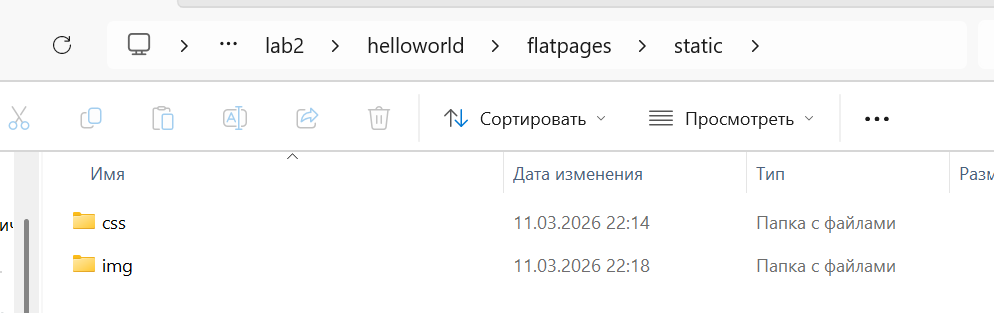 ··· lab2 helloworld flatpages static
Сортировать Просмотреть ···
Имя Дата изменения Тип Разм
ич css 11.03.2026 22:14 Папка с файлами
img 11.03.2026 22:18 Папка с файлами